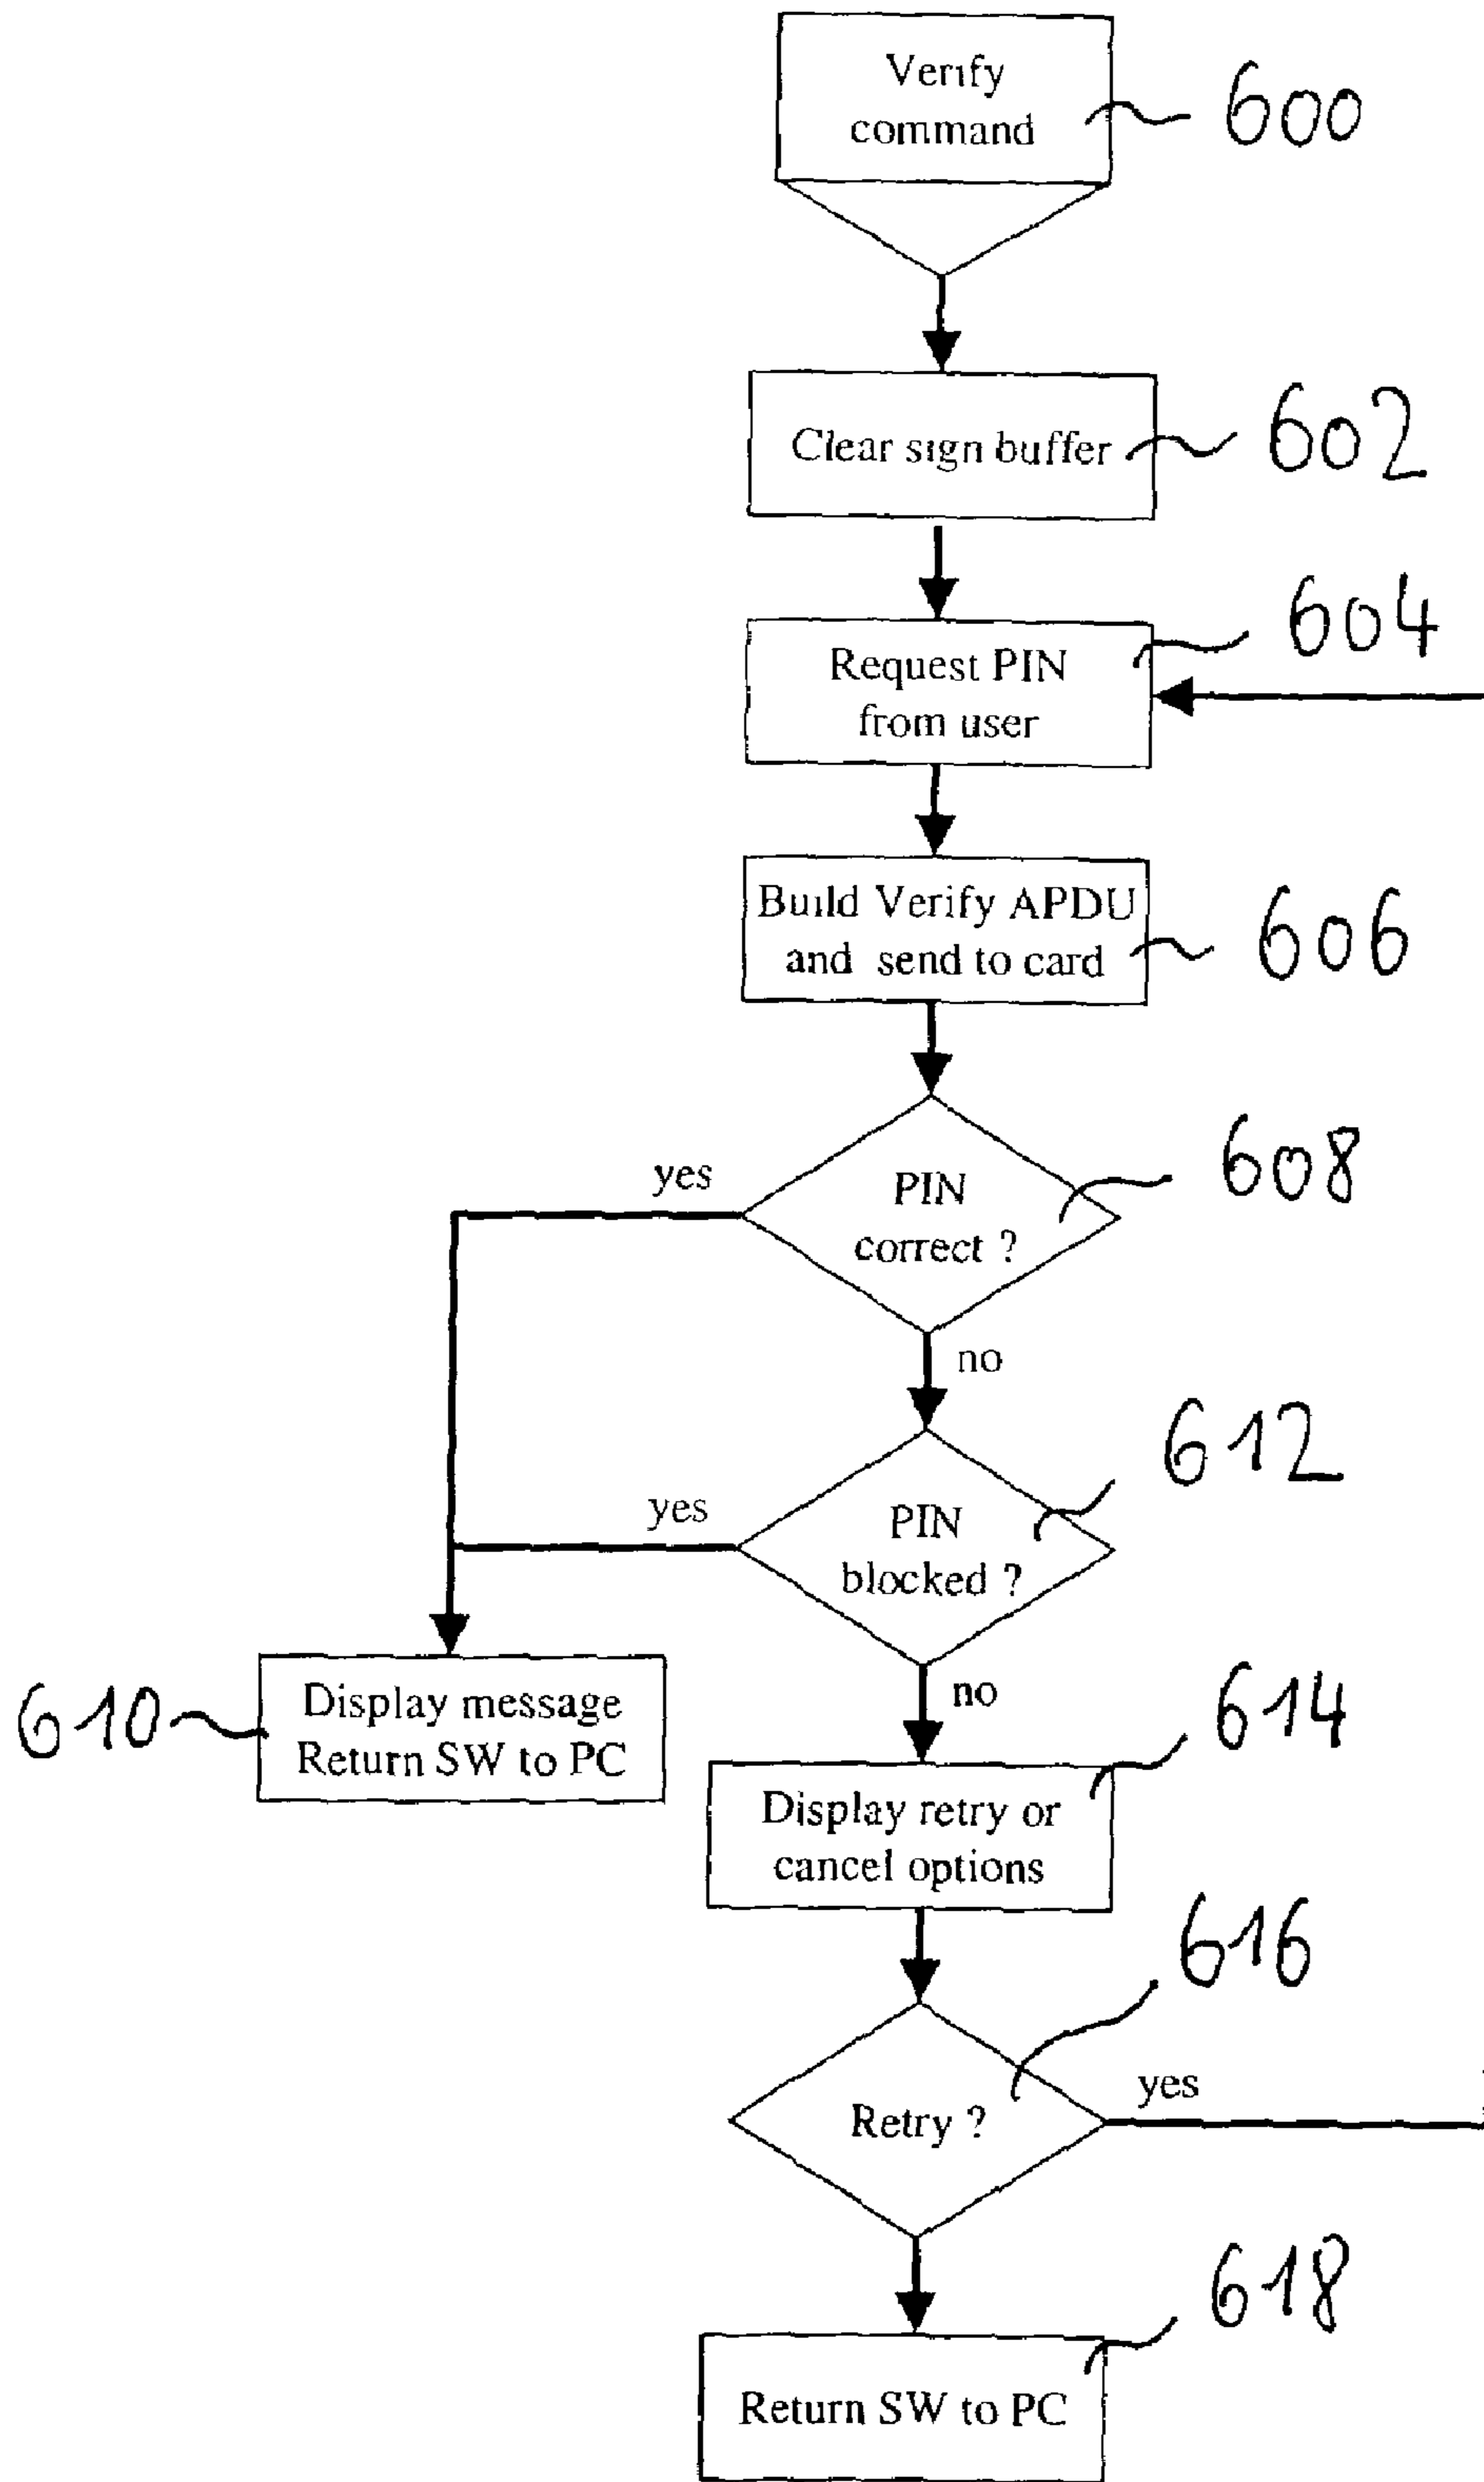 Verify
command
600
Clear sign buffer
602
604
Request PIN
from user
Build Verify APDU
and send to card
606
608
yes
PIN
correct ?
no
612
yes
PIN
blocked ?
no
610
Display message
Return SW to PC
614
Display retry or
cancel options
616
yes
Retry ?
618
Return SW to PC